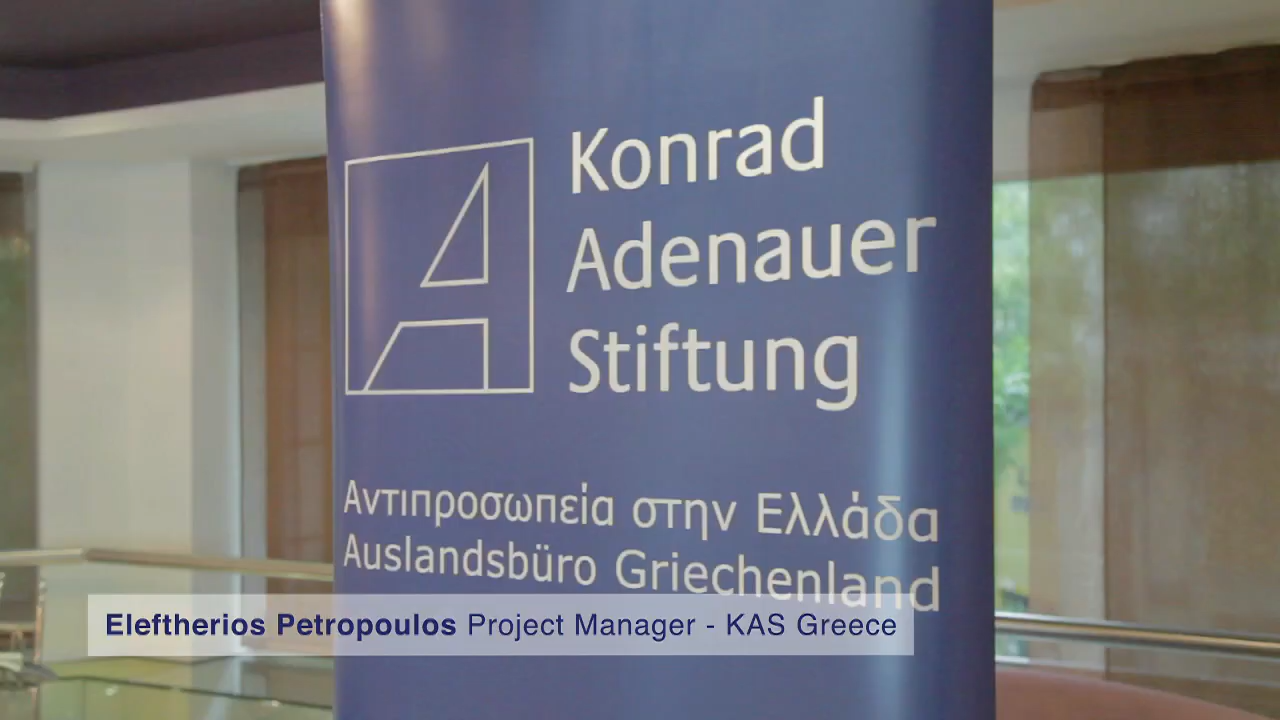 Konrad
Adenauer
Stiftung
Αντιπροσωπεία στην Ελλάδα
Auslandsbüro Griechenland
Eleftherios Petropoulos Project Manager - KAS Greece